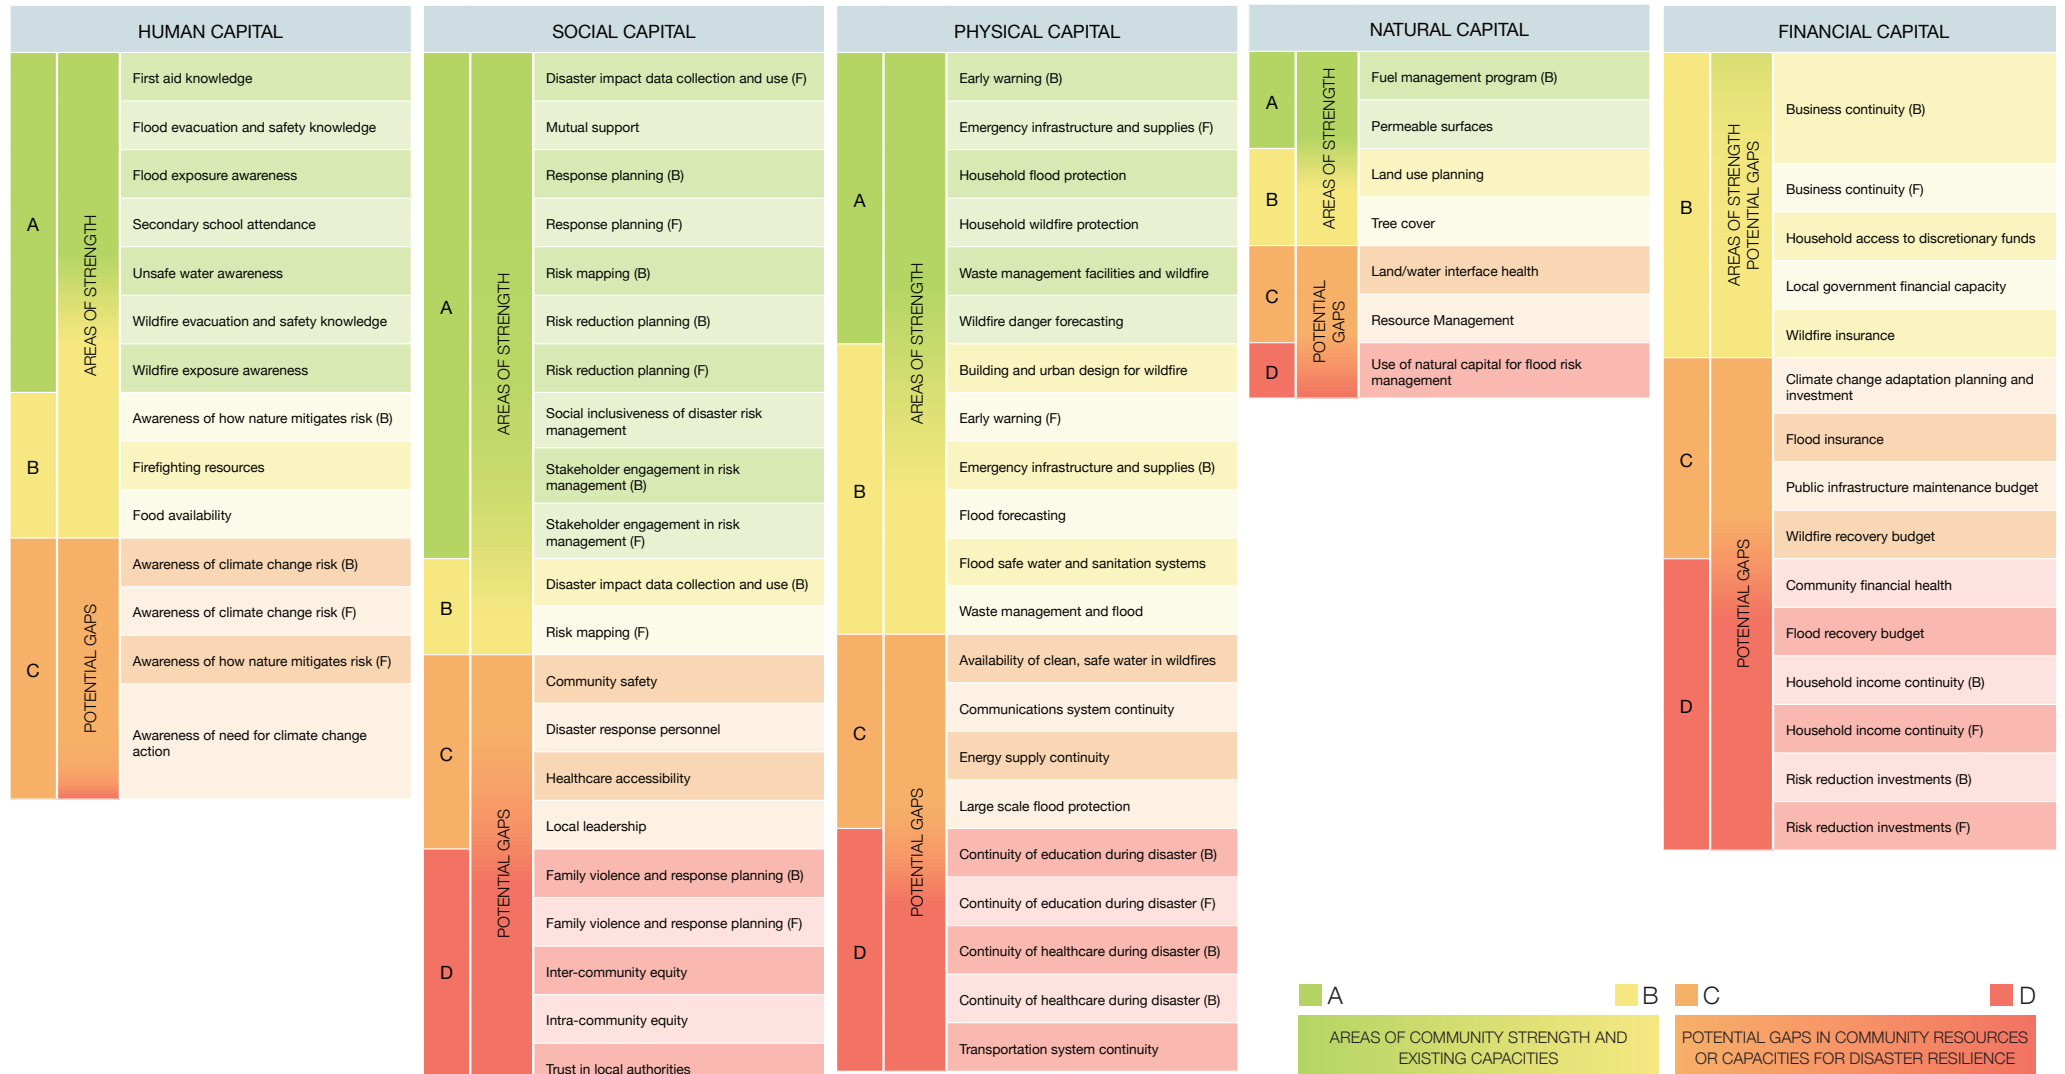 HUMAN CAPITAL
A
AREAS OF STRENGTH
First aid knowledge
Flood evacuation and safety knowledge
Flood exposure awareness
Secondary school attendance
Unsafe water awareness
Wildfire evacuation and safety knowledge
Wildfire exposure awareness
B
Awareness of how nature mitigates risk (B)
Firefighting resources
Food availability
C
POTENTIAL GAPS
Awareness of climate change risk (B)
Awareness of climate change risk (F)
Awareness of how nature mitigates risk (F)
Awareness of need for climate change
action
SOCIAL CAPITAL
A
AREAS OF STRENGTH
Disaster impact data collection and use (F)
Mutual support
Response planning (B)
Response planning (F)
Risk mapping (B)
Risk reduction planning (B)
Risk reduction planning (F)
Social inclusiveness of disaster risk
management
Stakeholder engagement in risk
management (B)
Stakeholder engagement in risk
management (F)
B
Disaster impact data collection and use (B)
Risk mapping (F)
C
POTENTIAL GAPS
Community safety
Disaster response personnel
Healthcare accessibility
Local leadership
D
Family violence and response planning (B)
Family violence and response planning (F)
Inter-community equity
Intra-community equity
Trust in local authorities
PHYSICAL CAPITAL
A
AREAS OF STRENGTH
Early warning (B)
Emergency infrastructure and supplies (F)
Household flood protection
Household wildfire protection
Waste management facilities and wildfire
Wildfire danger forecasting
B
Building and urban design for wildfire
Early warning (F)
Emergency infrastructure and supplies (B)
Flood forecasting
Flood safe water and sanitation systems
Waste management and flood
C
POTENTIAL GAPS
Availability of clean, safe water in wildfires
Communications system continuity
Energy supply continuity
Large scale flood protection
D
Continuity of education during disaster (B)
Continuity of education during disaster (F)
Continuity of healthcare during disaster (B)
Continuity of healthcare during disaster (B)
Transportation system continuity
NATURAL CAPITAL
A
AREAS OF STRENGTH
Fuel management program (B)
Permeable surfaces
B
Land use planning
Tree cover
C
POTENTIAL
GAPS
Land/water interface health
Resource Management
D
Use of natural capital for flood risk
management
FINANCIAL CAPITAL
B
AREAS OF STRENGTH
POTENTIAL GAPS
Business continuity (B)
Business continuity (F)
Household access to discretionary funds
Local government financial capacity
Wildfire insurance
C
POTENTIAL GAPS
Climate change adaptation planning and
investment
Flood insurance
Public infrastructure maintenance budget
Wildfire recovery budget
D
Community financial health
Flood recovery budget
Household income continuity (B)
Household income continuity (F)
Risk reduction investments (B)
Risk reduction investments (F)
A
B
C
D
AREAS OF COMMUNITY STRENGTH AND
EXISTING CAPACITIES
POTENTIAL GAPS IN COMMUNITY RESOURCES
OR CAPACITIES FOR DISASTER RESILIENCE